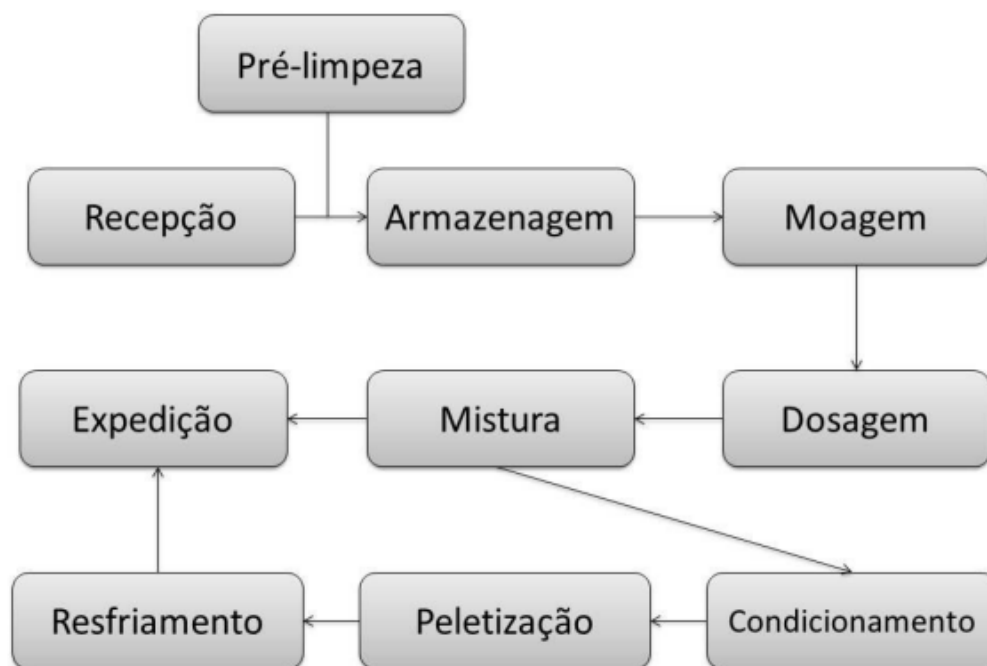 Pré-limpeza
Recepção
Armazenagem
Moagem
Expedição
Mistura
Dosagem
Resfriamento
Peletização
Condicionamento